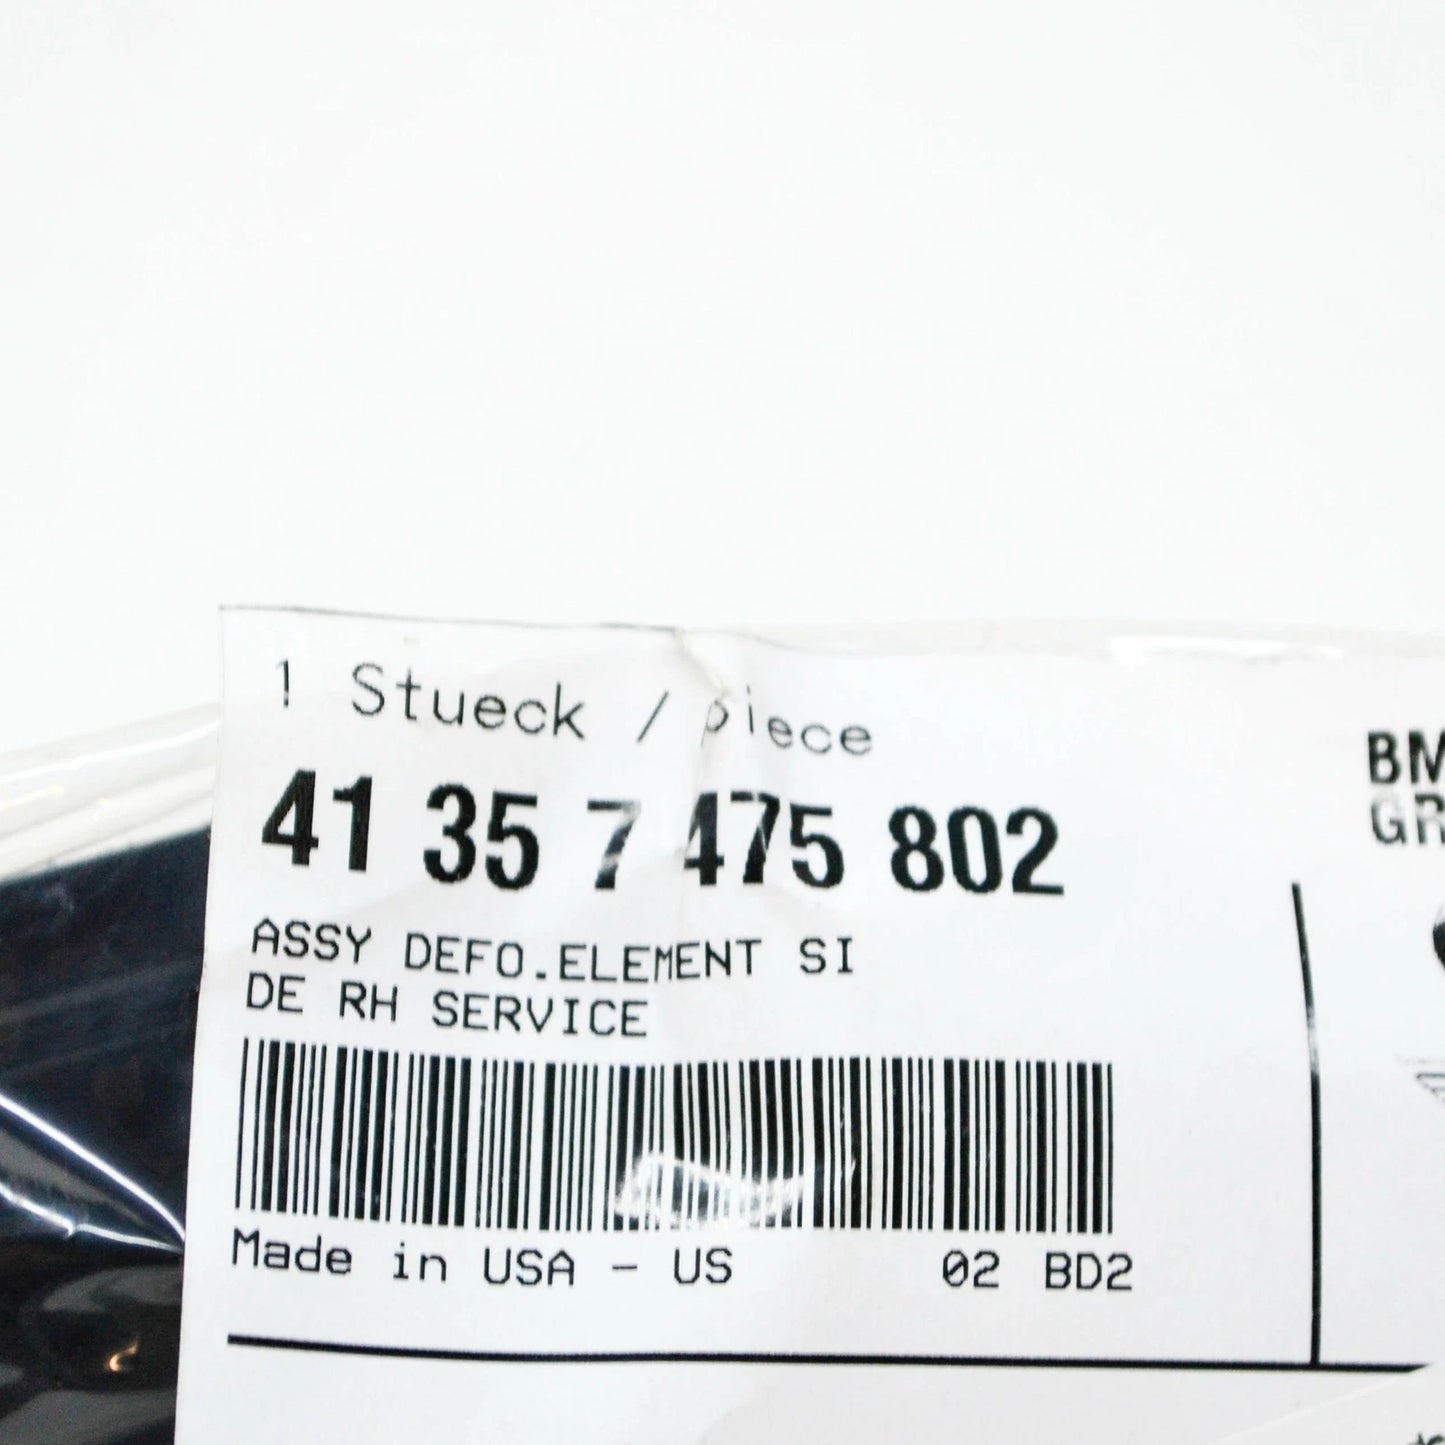 1 Stueck / piece
41 35 7 475 802
ASSY DEFO.ELEMENT SI
DE RH SERVICE
Made in USA - US 02 BD2
BM
GR